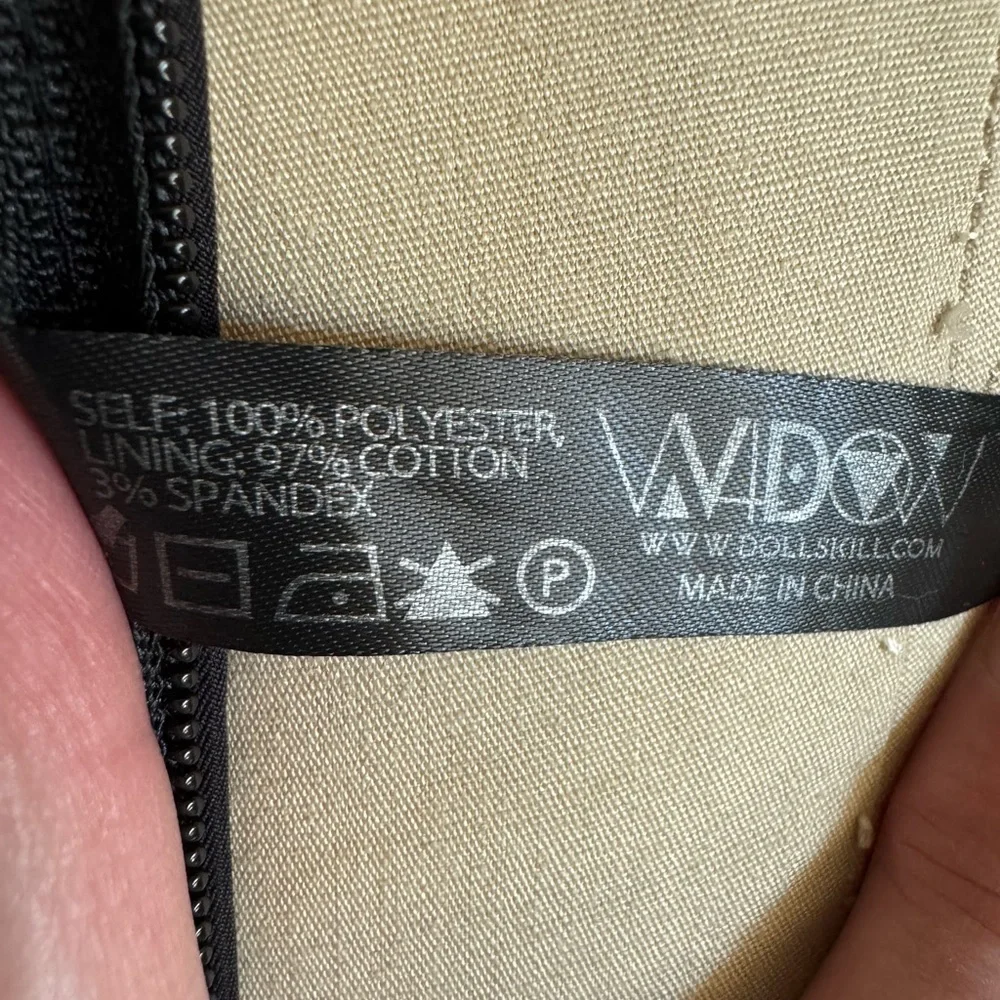 SELF: 100% POLYESTER,
LINING: 97% COTTON
3% SPANDEX
P
WIDOW
WWW.DOLLSKILL.COM
MADE IN CHINA